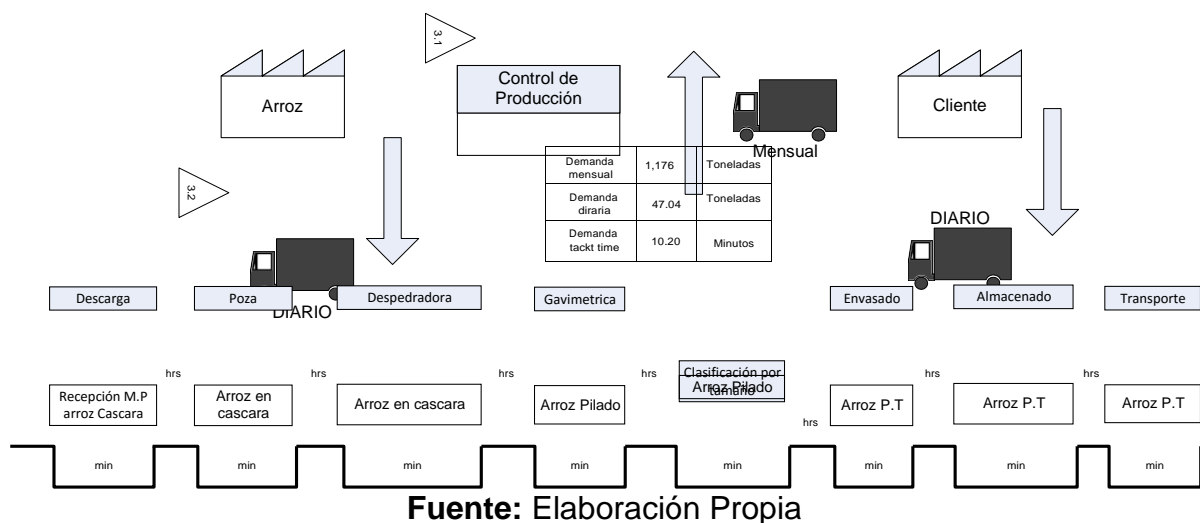 3.1
Control de
Producción
Arroz
Cliente
Mensual
Demanda
mensual
1,176
Toneladas
Demanda
diraria
47.04
Toneladas
Demanda
tackt time
10.20
Minutos
3.2
DIARIO
DIARIO
Descarga
Poza
Despedradora
Gavimetrica
Envasado
Almacenado
Transporte
hrs
hrs
hrs
hrs
Clasificación por
tamaño
Arroz Pilado
hrs
hrs
hrs
Recepción M.P
arroz Cascara
Arroz en
cascara
Arroz en cascara
Arroz Pilado
Arroz P.T
Arroz P.T
Arroz P.T
min
min
min
min
min
min
min
min
Fuente: Elaboración Propia